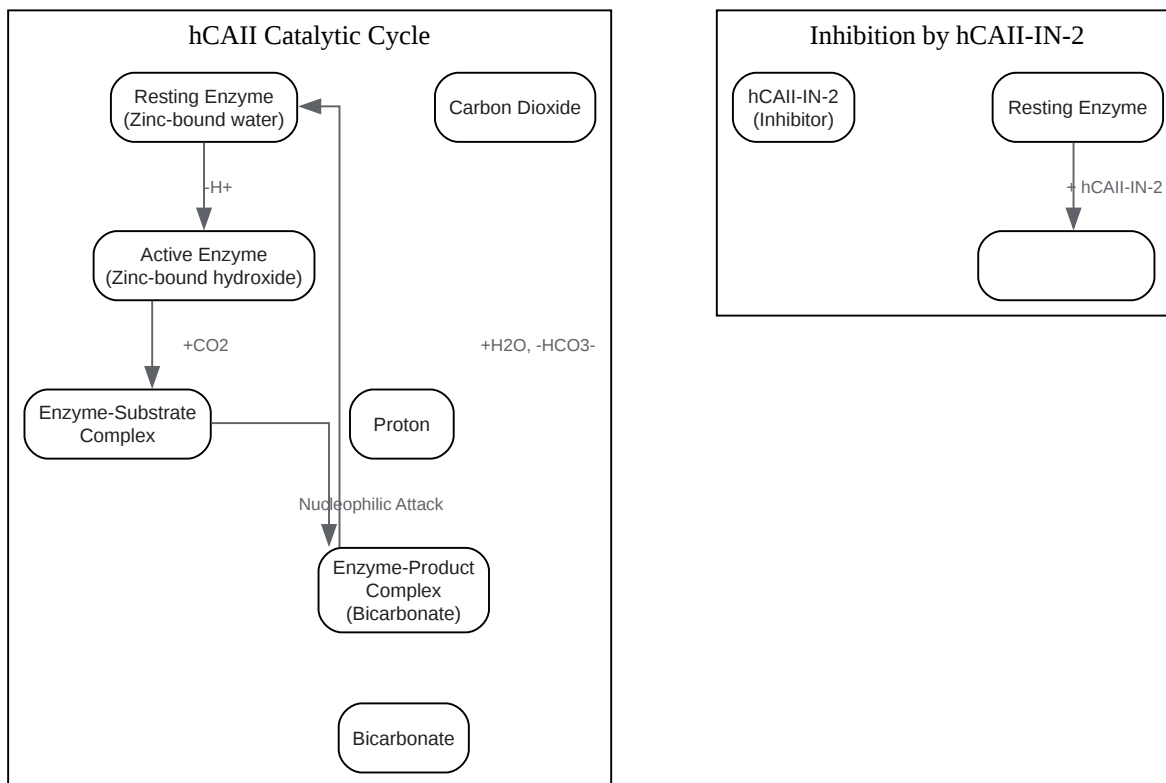 hCAII Catalytic Cycle
Resting Enzyme
(Zinc-bound water)
Carbon Dioxide
-H+
Active Enzyme
(Zinc-bound hydroxide)
+CO2
+H2O, -HCO3-
Enzyme-Substrate
Complex
Proton
Nucleophilic Attack
Enzyme-Product
Complex
(Bicarbonate)
Bicarbonate
Inhibition by hCAII-IN-2
hCAII-IN-2
(Inhibitor)
Resting Enzyme
+ hCAII-IN-2